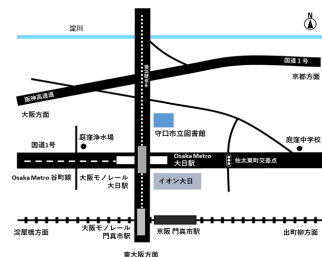 淀川
N
国道1号
京都方面
阪神高速道
大阪方面
守口市立図書館
庭窪浄水場
庭窪中学校
国道1号
Osaka Metro
大日駅
佐太東町交差点
Osaka Metro 谷町線
大阪モノレール
大日駅
イオン大日
大阪モノレール
門真市駅
京阪 門真市駅
淀屋橋方面
出町柳方面
東大阪方面